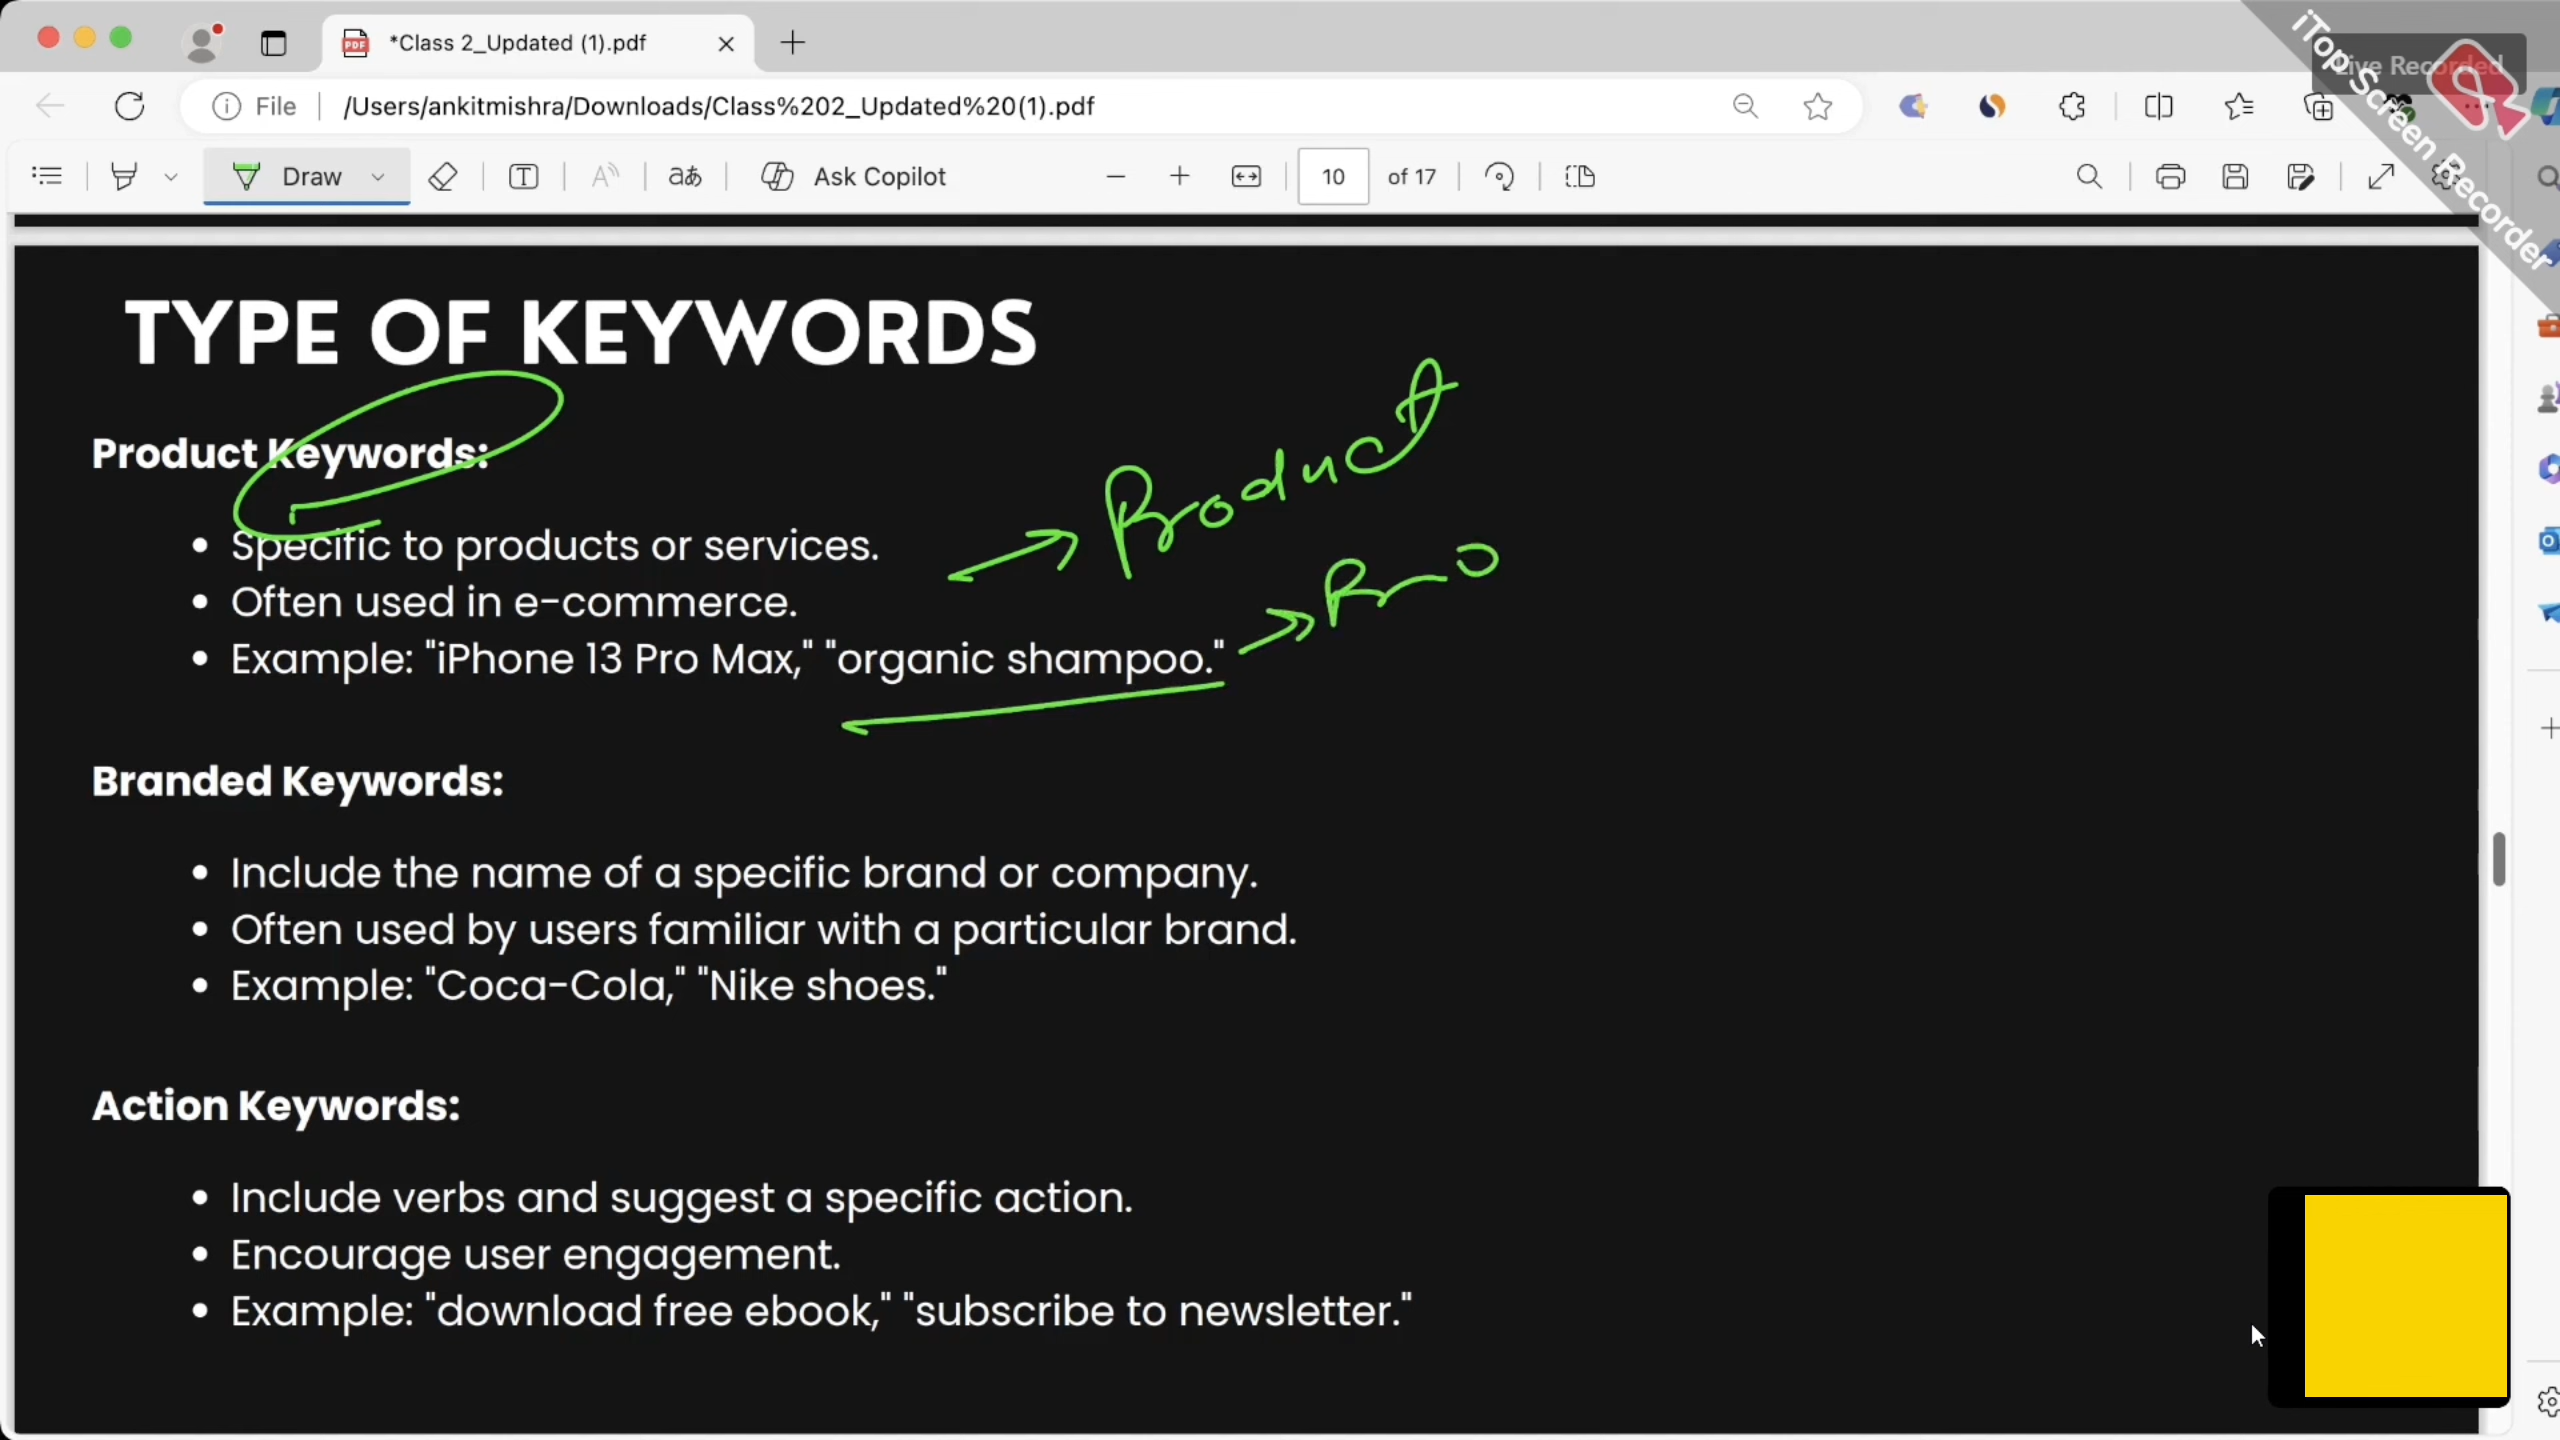 *Class 2_Updated (1).pdf
File /Users/ankitmishra/Downloads/Class%202_Updated%20(1).pdf
Draw Ask Copilot 10 of 17
iTop Screen Recorder
Live Recorded
TYPE OF KEYWORDS
Product Keywords:
Product
• Specific to products or services.
• Often used in e-commerce.
• Example: "iPhone 13 Pro Max," "organic shampoo."
Pro
Branded Keywords:
• Include the name of a specific brand or company.
• Often used by users familiar with a particular brand.
• Example: "Coca-Cola," "Nike shoes."
Action Keywords:
• Include verbs and suggest a specific action.
• Encourage user engagement.
• Example: "download free ebook," "subscribe to newsletter."